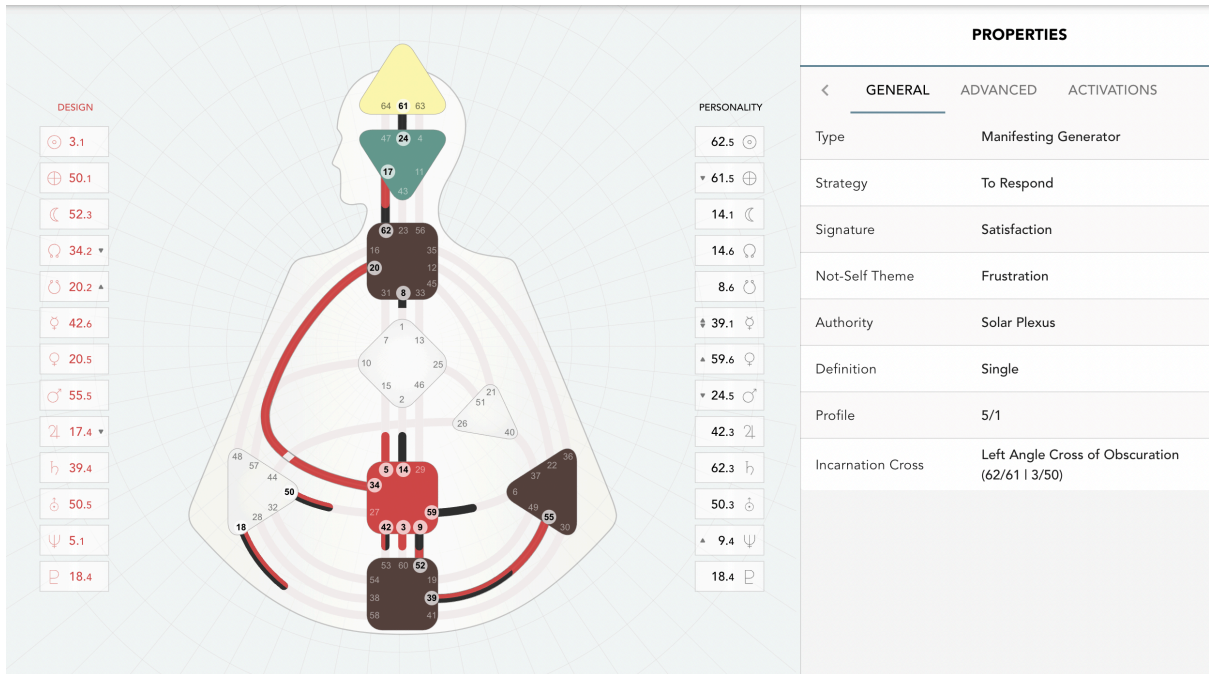 PROPERTIES
GENERAL ADVANCED ACTIVATIONS
Type Manifesting Generator
Strategy To Respond
Signature Satisfaction
Not-Self Theme Frustration
Authority Solar Plexus
Definition Single
Profile 5/1
Incarnation Cross Left Angle Cross of Obscuration
(62/61 | 3/50)
DESIGN
3.1
50.1
52.3
34.2
20.2
42.6
20.5
55.5
17.4
39.4
50.5
5.1
18.4
64 61 63
47 24 4
17 11
43
62 23 56
16 35
20 12
45
31 8 33
1
7 13
10 25
15 46
2
21
51
26 40
48
57
44
50
32
28
18
5 14 29
34
27 59
42 3 9
36
22
37
6
49
55
30
53 60 52
54 19
38 39
58 41
PERSONALITY
62.5
61.5
14.1
14.6
8.6
39.1
59.6
24.5
42.3
62.3
50.3
9.4
18.4